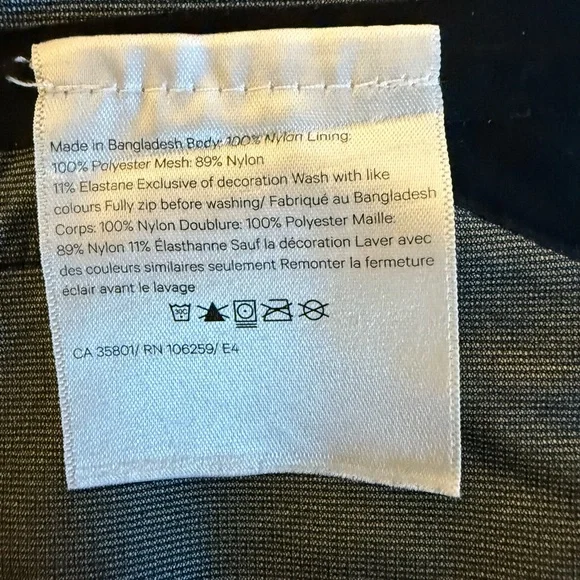 Made in Bangladesh Body: 100% Nylon Lining:
100% Polyester Mesh: 89% Nylon
11% Elastane Exclusive of decoration Wash with like
colours Fully zip before washing/ Fabriqué au Bangladesh
Corps: 100% Nylon Doublure: 100% Polyester Maille:
89% Nylon 11% Élasthanne Sauf la décoration Laver avec
des couleurs similaires seulement Remonter la fermeture
éclair avant le lavage
CA 35801/ RN 106259/ E4